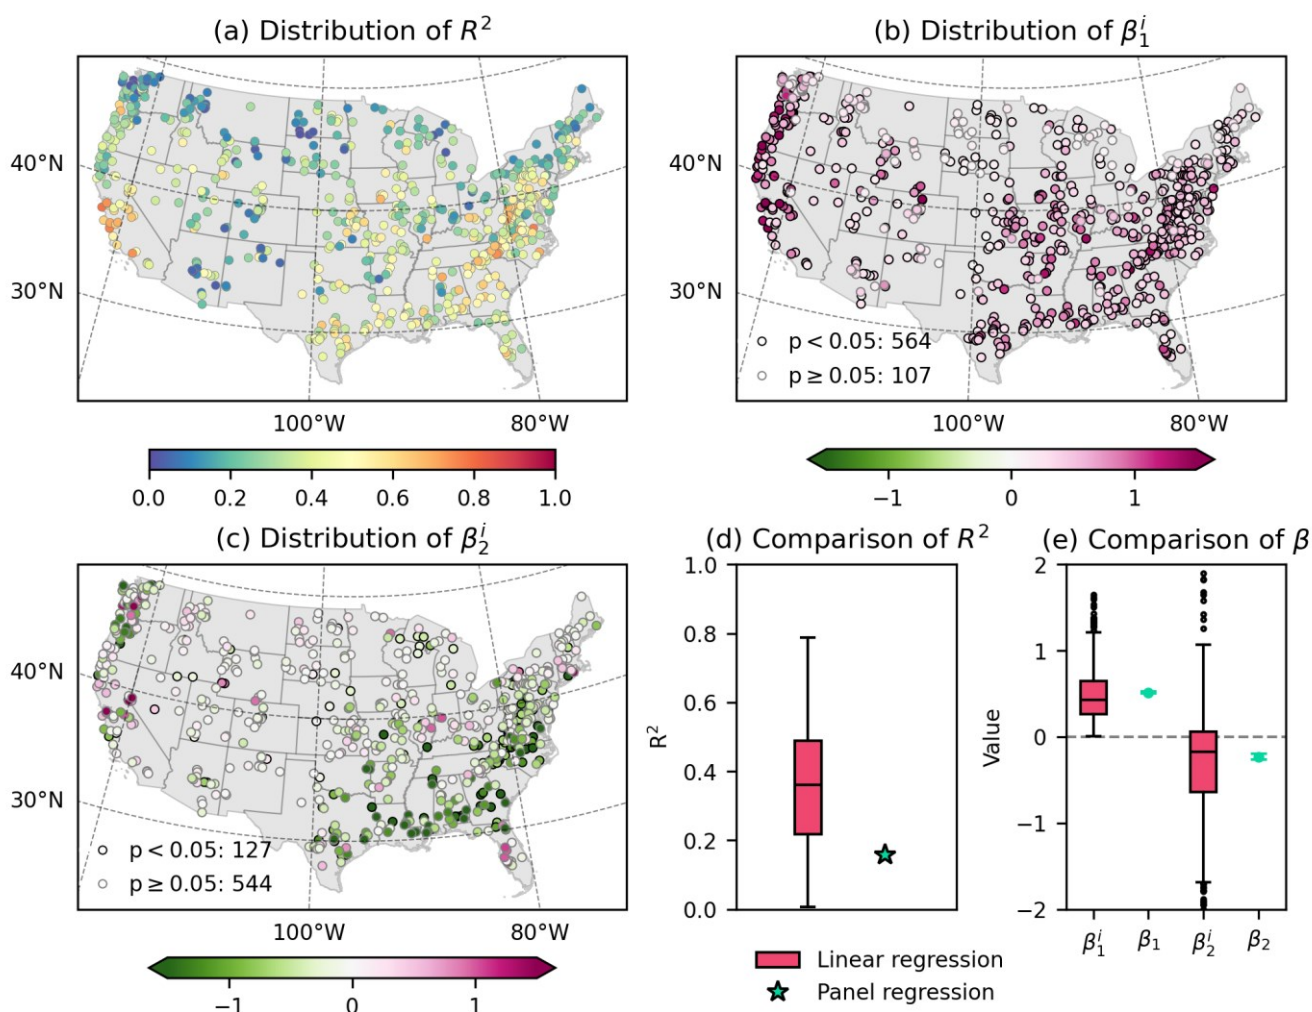 (a) Distribution of R²
(b) Distribution of β₁ⁱ
40°N
30°N
100°W
80°W
0.0 0.2 0.4 0.6 0.8 1.0
40°N
30°N
p < 0.05: 564
p ≥ 0.05: 107
100°W
80°W
−1 0 1
(c) Distribution of β₂ⁱ
40°N
30°N
p < 0.05: 127
p ≥ 0.05: 544
100°W
80°W
−1 0 1
(d) Comparison of R²
R²
1.0
0.8
0.6
0.4
0.2
0.0
(e) Comparison of β
Value
2
1
0
−1
−2
β₁ⁱ β₁ β₂ⁱ β₂
Linear regression
Panel regression